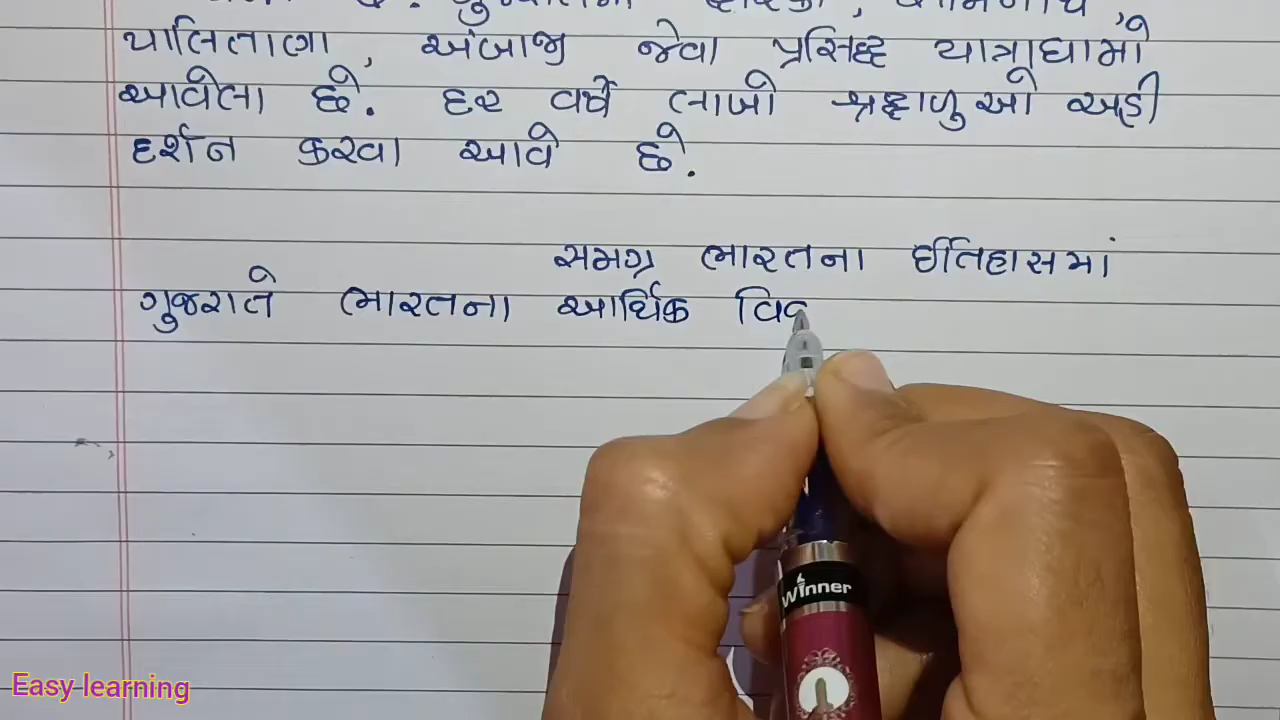 પાલિતાણા, અંબાજી જેવા પ્રસિદ્ધ યાત્રાધામો
આવેલા છે. દર વર્ષે લાખો શ્રદ્ધાળુઓ અહી
દર્શન કરવા આવે છે.
સમગ્ર ભારતના ઈતિહાસમાં
ગુજરાતે ભારતના આર્થિક વિ
Winner
Easy learning